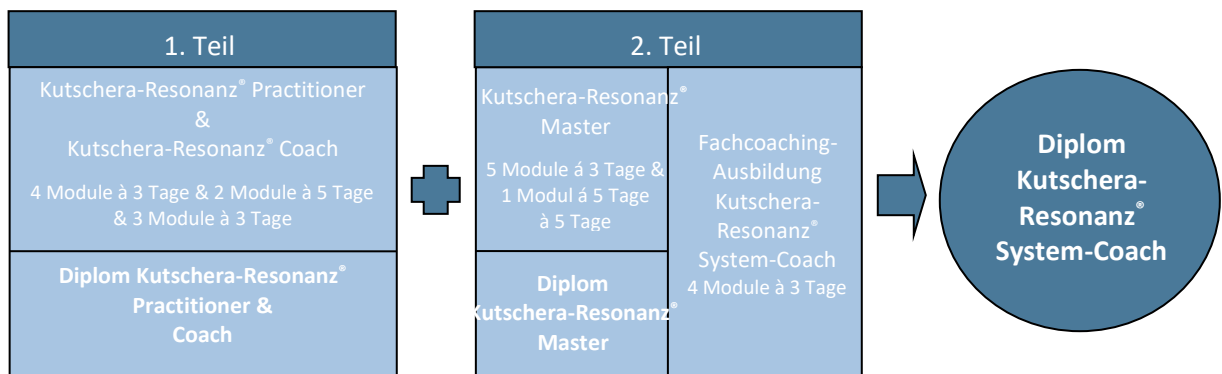 1. Teil
Kutschera-Resonanz® Practitioner
&
Kutschera-Resonanz® Coach
4 Module à 3 Tage & 2 Module à 5 Tage
& 3 Module à 3 Tage
Diplom Kutschera-Resonanz®
Practitioner &
Coach
2. Teil
Kutschera-Resonanz®
Master
5 Module á 3 Tage &
1 Modul á 5 Tage
à 5 Tage
Diplom
Kutschera-Resonanz®
Master
Fachcoaching-
Ausbildung
Kutschera-
Resonanz®
System-Coach
4 Module à 3 Tage
Diplom
Kutschera-
Resonanz®
System-Coach